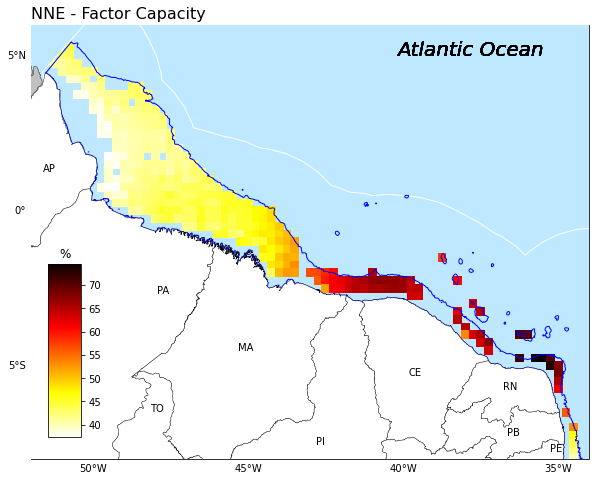 NNE - Factor Capacity
Atlantic Ocean
5°N
AP
0°
%
70
65
60
55
50
45
40
PA
MA
CE
5°S
RN
TO
PB
PI
PE
50°W
45°W
40°W
35°W